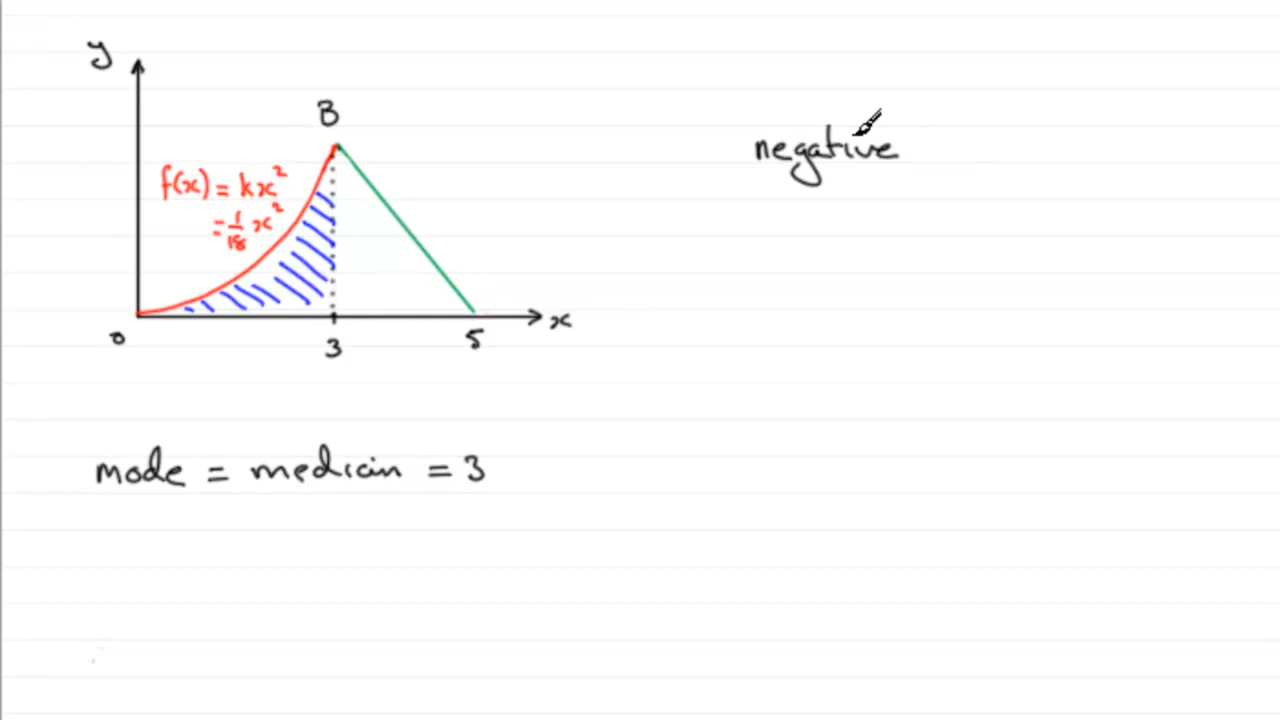 y
B
negative
f(x) = kx²
= 1/18 x²
x
0
3
5
mode = median = 3